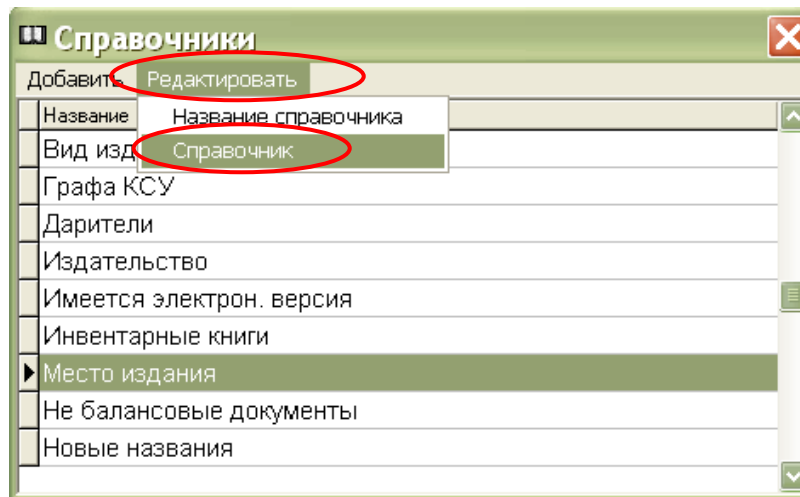 Справочники
Добавить Редактировать
Название Название справочника
Вид изд Справочник
Графа КСУ
Дарители
Издательство
Имеется электрон. версия
Инвентарные книги
Место издания
Не балансовые документы
Новые названия